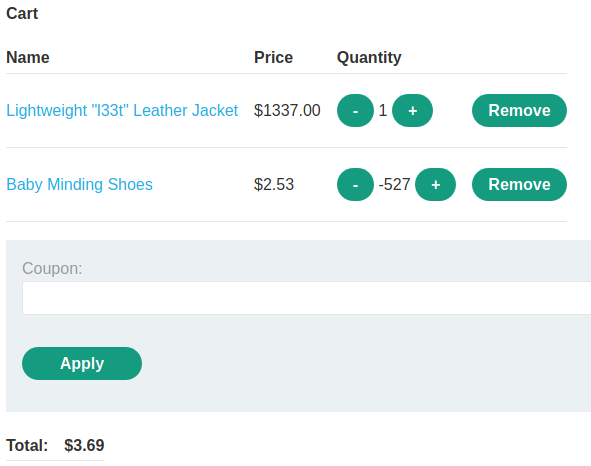 Cart
Name Price Quantity
Lightweight "l33t" Leather Jacket $1337.00 - 1 + Remove
Baby Minding Shoes $2.53 - -527 + Remove
Coupon:
Apply
Total: $3.69